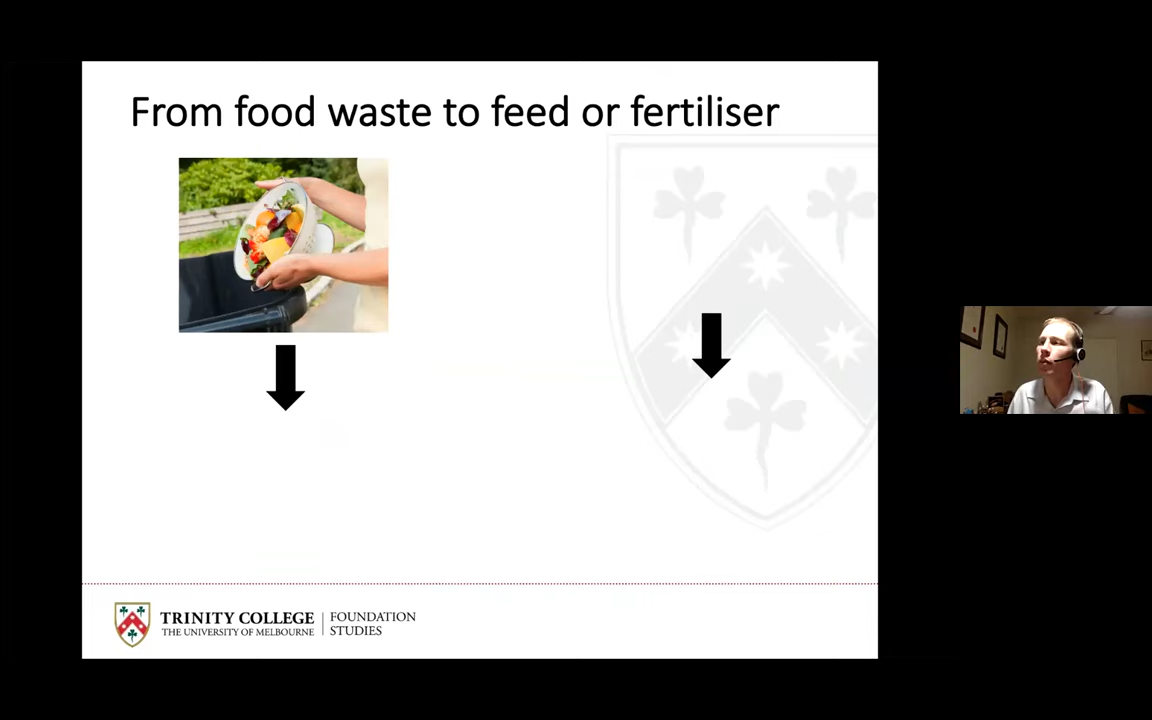 From food waste to feed or fertiliser
TRINITY COLLEGE
THE UNIVERSITY OF MELBOURNE
FOUNDATION
STUDIES